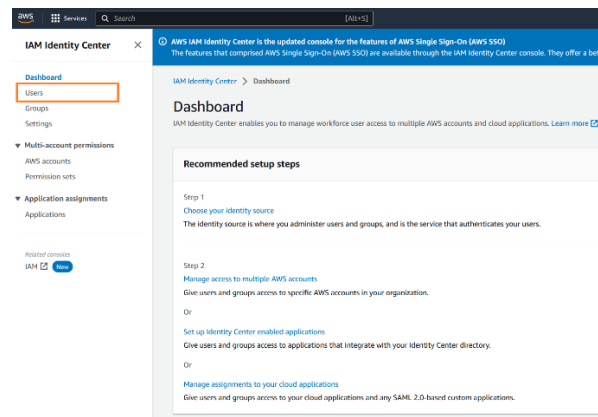 aws
Services
Search
[Alt+S]
IAM Identity Center
Dashboard
Users
Groups
Settings
Multi-account permissions
AWS accounts
Permission sets
Application assignments
Applications
Related consoles
IAM
New
AWS IAM Identity Center is the updated console for the features of AWS Single Sign-On (AWS SSO)
The features that comprised AWS Single Sign-On (AWS SSO) are available through the IAM Identity Center console. They offer a
IAM Identity Center > Dashboard
Dashboard
IAM Identity Center enables you to manage workforce user access to multiple AWS accounts and cloud applications. Learn more
Recommended setup steps
Step 1
Choose your identity source
The identity source is where you administer users and groups, and is the service that authenticates your users.
Step 2
Manage access to multiple AWS accounts
Give users and groups access to specific AWS accounts in your organization.
Or
Set up Identity Center enabled applications
Give users and groups access to applications that integrate with your Identity Center directory.
Or
Manage assignments to your cloud applications
Give users and groups access to your cloud applications and any SAML 2.0-based custom applications.